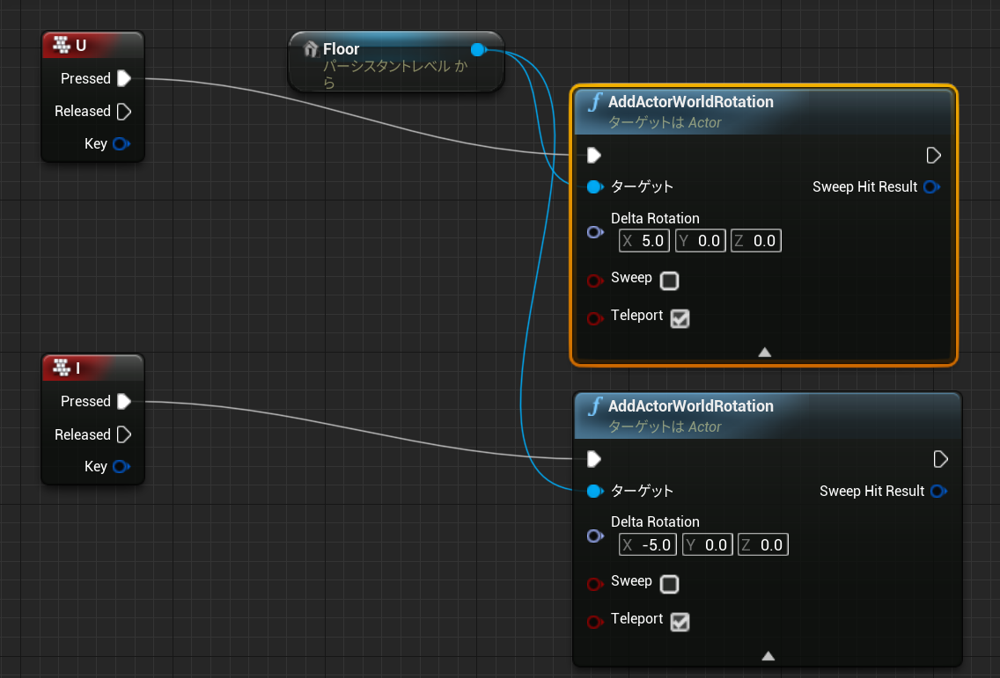 U
Pressed
Released
Key
Floor
パーシスタントレベル か
ら
AddActorWorldRotation
ターゲットは Actor
ターゲット
Sweep Hit Result
Delta Rotation
X 5.0 Y 0.0 Z 0.0
Sweep
Teleport
I
Pressed
Released
Key
AddActorWorldRotation
ターゲットは Actor
ターゲット
Sweep Hit Result
Delta Rotation
X -5.0 Y 0.0 Z 0.0
Sweep
Teleport